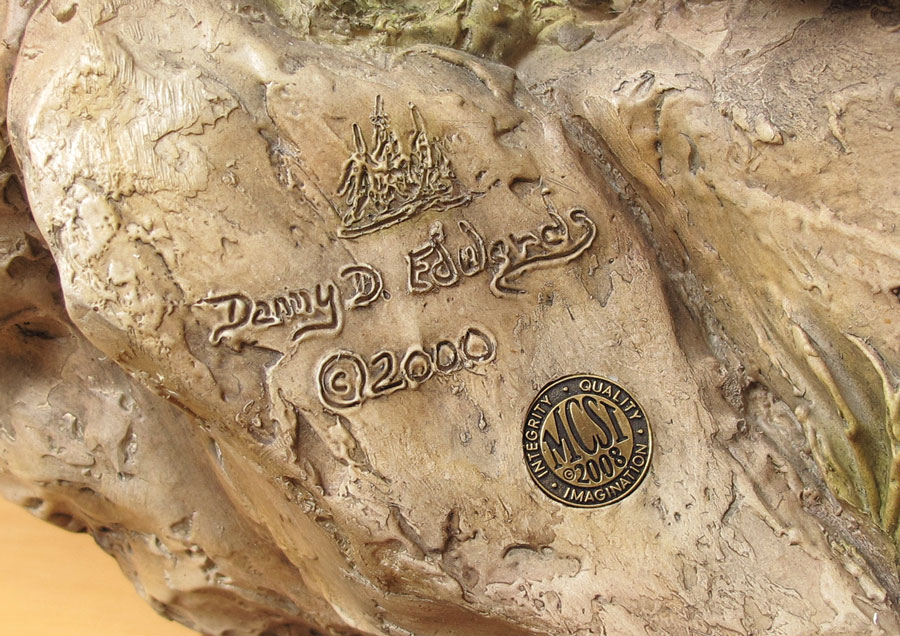 Danny D. Edwards
©2000
INTEGRITY · QUALITY · IMAGINATION ·
MCSI
©2008